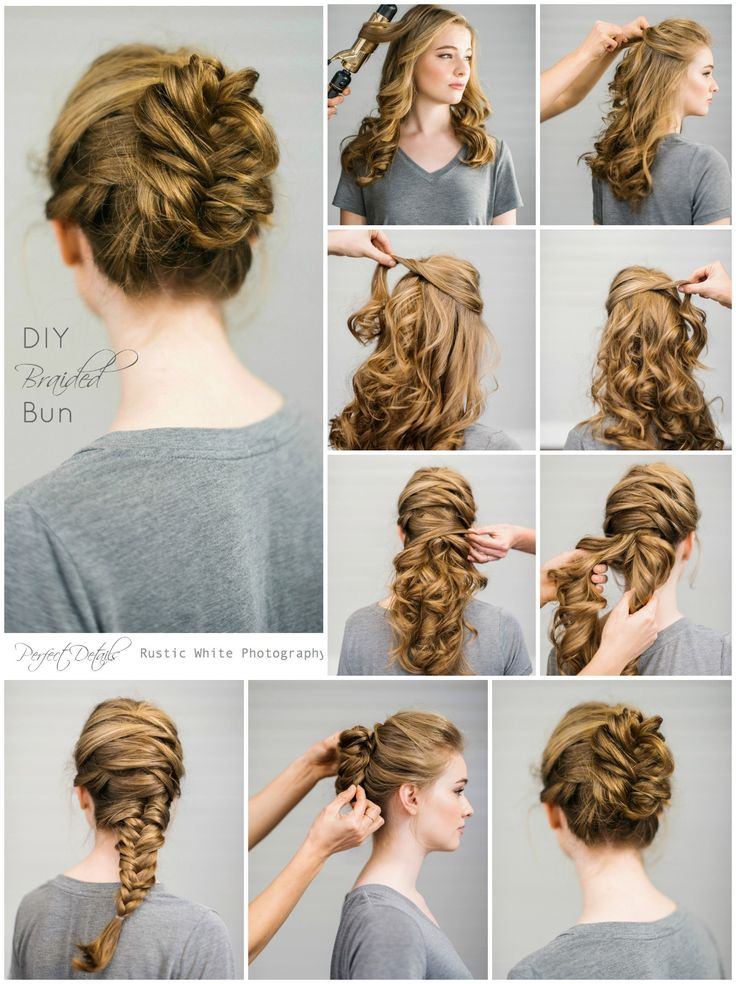 DIY
Braided
Bun
Perfect Details Rustic White Photography